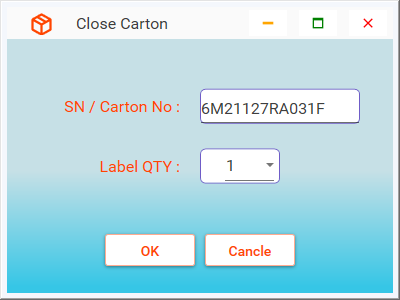 Close Carton
SN / Carton No : 6M21127RA031F
Label QTY : 1
OK Cancle